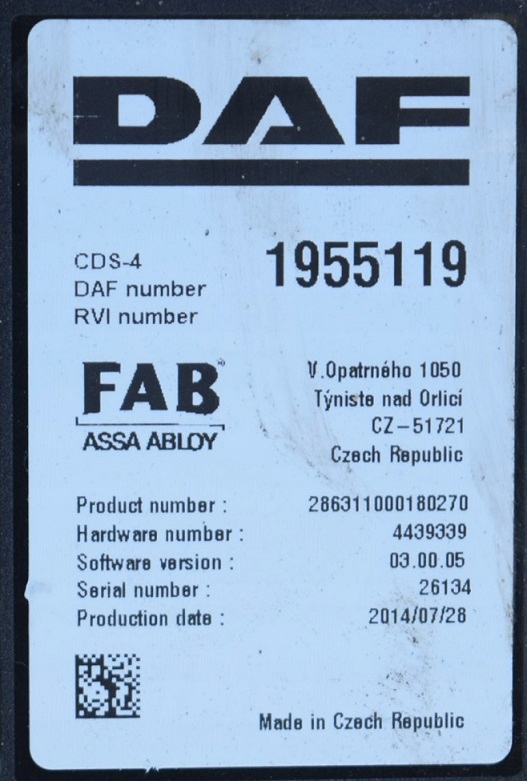 DAF
CDS-4
DAF number 1955119
RVI number
FAB®
ASSA ABLOY
V.Opatrného 1050
Týniste nad Orlicí
CZ-51721
Czech Republic
Product number : 286311000180270
Hardware number : 4439339
Software version : 03.00.05
Serial number : 26134
Production date : 2014/07/28
Made in Czech Republic